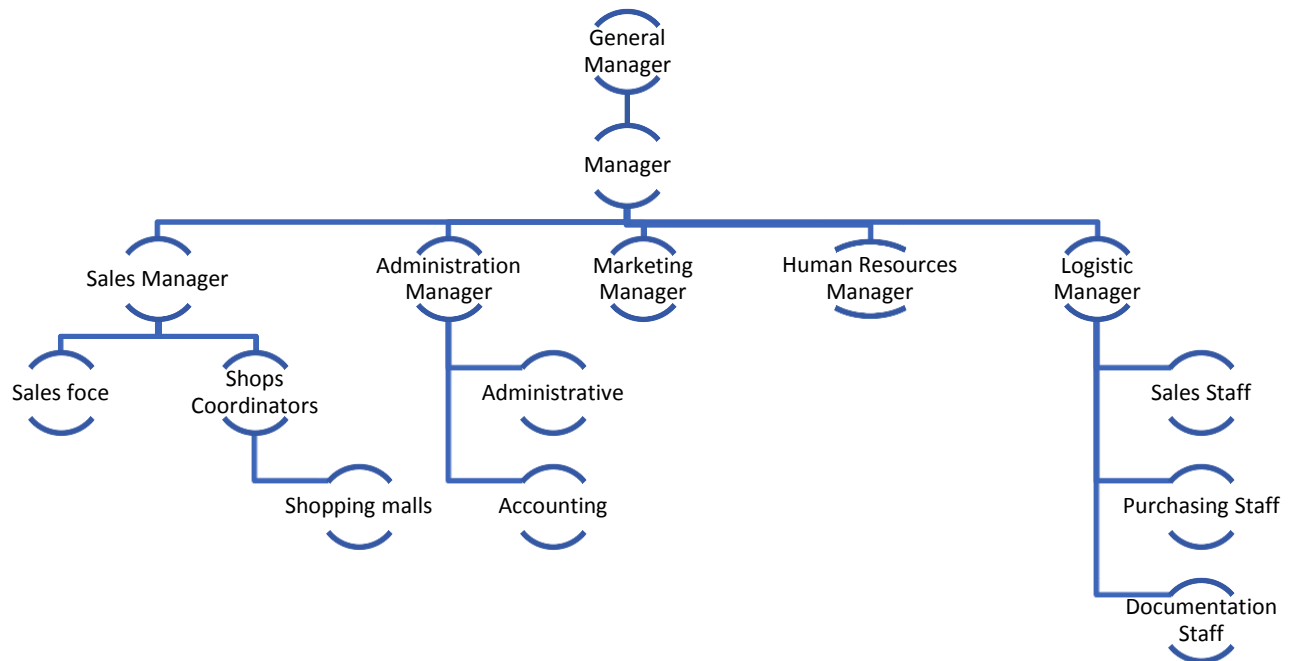 General
Manager
Manager
Sales Manager
Administration
Manager
Marketing
Manager
Human Resources
Manager
Logistic
Manager
Sales foce
Shops
Coordinators
Administrative
Sales Staff
Shopping malls
Accounting
Purchasing Staff
Documentation
Staff